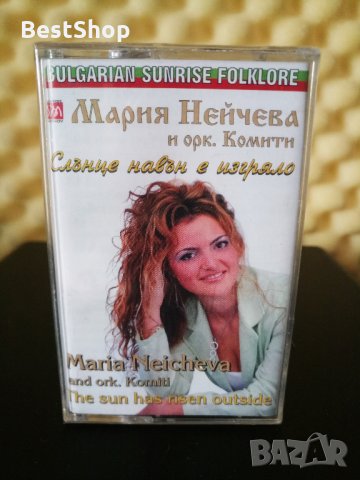 BestShop
BULGARIAN SUNRISE FOLKLORE
Мария Нейчева
и орк. Комити
Слънце навън е изгряло
Maria Neicheva
and ork. Komiti
The sun has risen outside
BAZAR